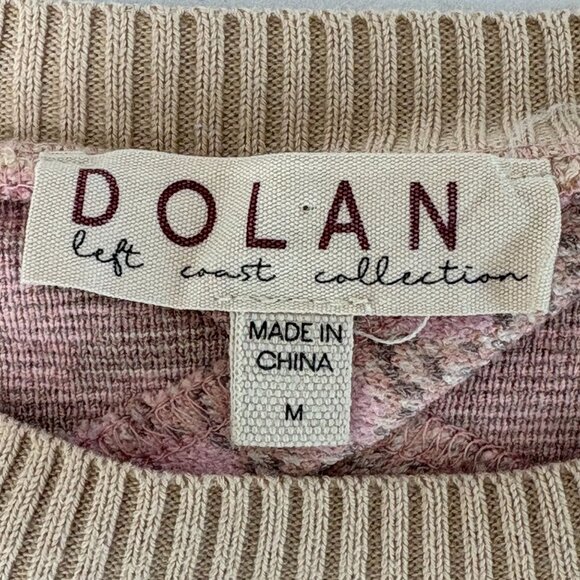 DOLAN
left coast collection
MADE IN
CHINA
M